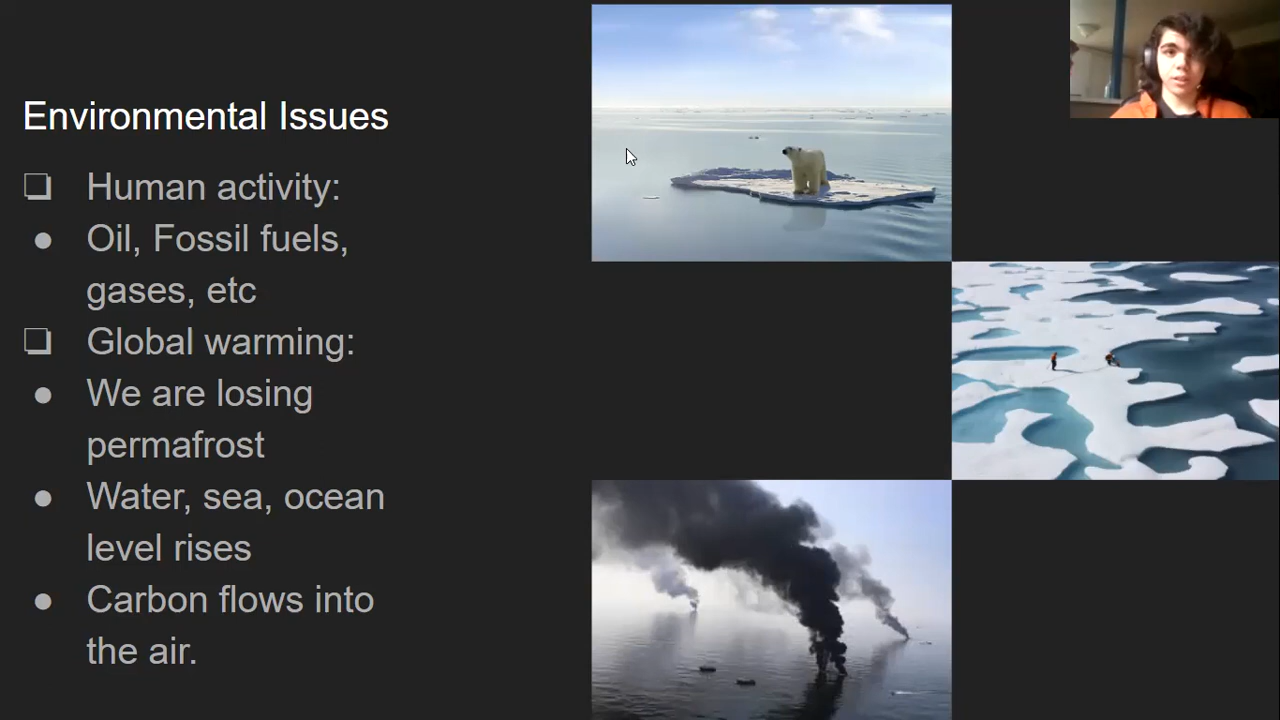 Environmental Issues
❏ Human activity:
● Oil, Fossil fuels,
gases, etc
❏ Global warming:
● We are losing
permafrost
● Water, sea, ocean
level rises
● Carbon flows into
the air.